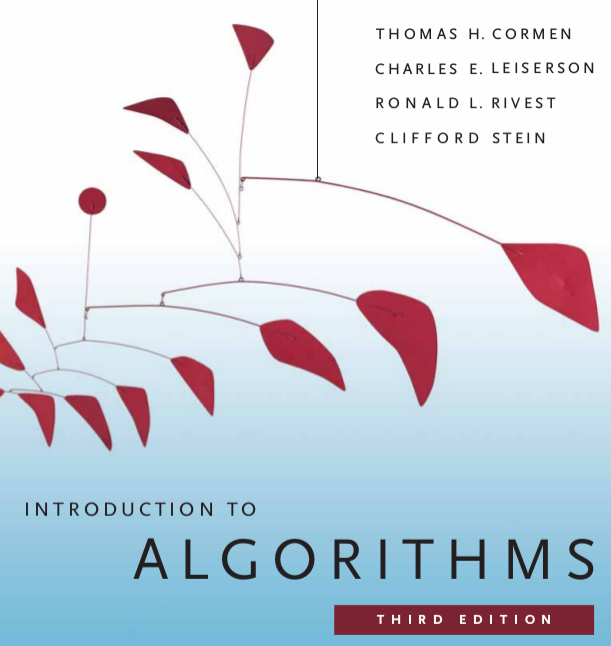 THOMAS H. CORMEN
CHARLES E. LEISERSON
RONALD L. RIVEST
CLIFFORD STEIN
INTRODUCTION TO
ALGORITHMS
THIRD EDITION